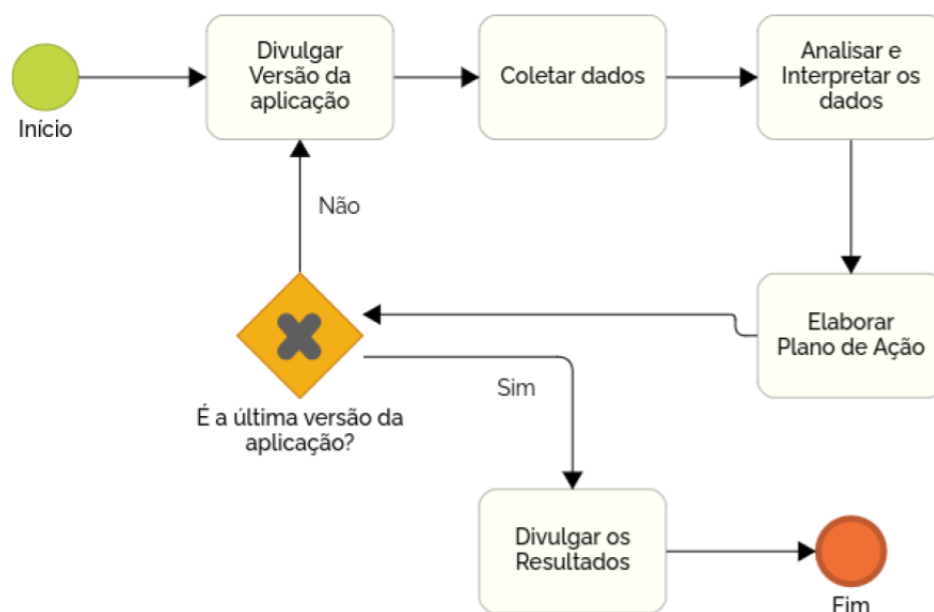 Início
Divulgar
Versão da
aplicação
Coletar dados
Analisar e
Interpretar os
dados
Não
Elaborar
Plano de Ação
É a última versão da
aplicação?
Sim
Divulgar os
Resultados
Fim